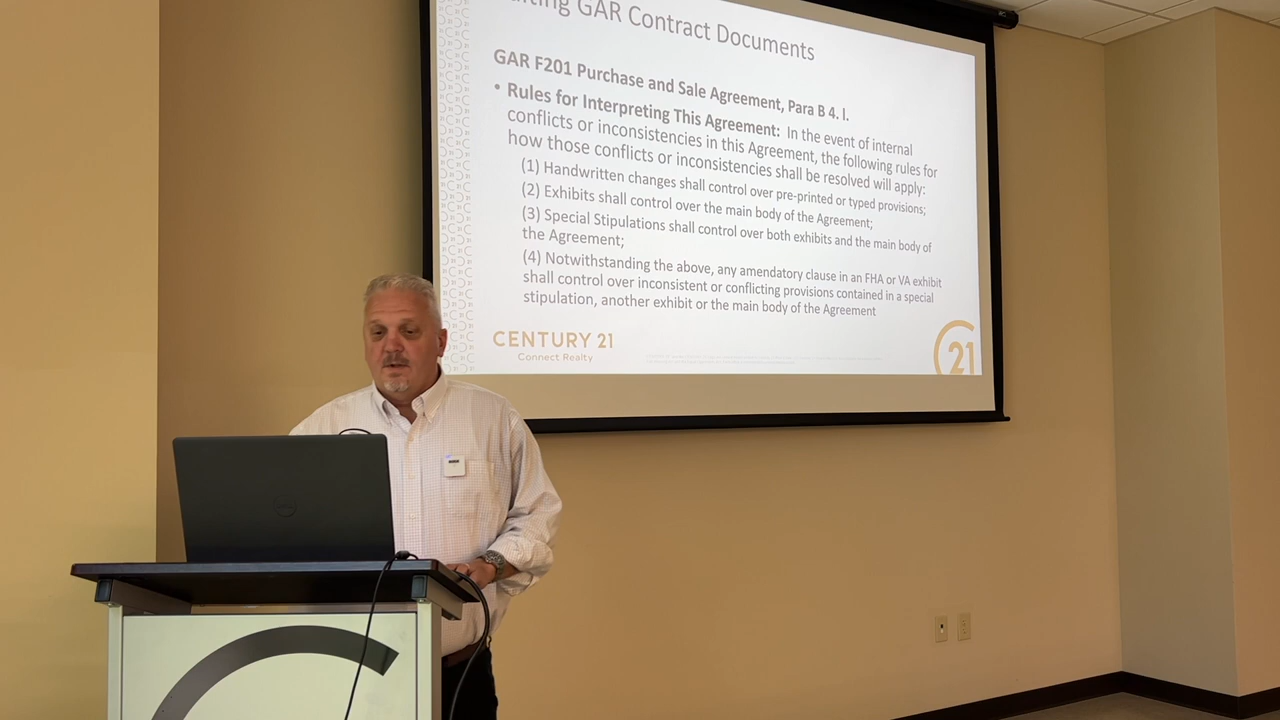 GAR Contract Documents
GAR F201 Purchase and Sale Agreement, Para B 4. l.
• Rules for Interpreting This Agreement: In the event of internal
conflicts or inconsistencies in this Agreement, the following rules for
how those conflicts or inconsistencies shall be resolved will apply:
(1) Handwritten changes shall control over pre-printed or typed provisions;
(2) Exhibits shall control over the main body of the Agreement;
(3) Special Stipulations shall control over both exhibits and the main body of
the Agreement;
(4) Notwithstanding the above, any amendatory clause in an FHA or VA exhibit
shall control over inconsistent or conflicting provisions contained in a special
stipulation, another exhibit or the main body of the Agreement
CENTURY 21
Connect Realty
C21
DELL